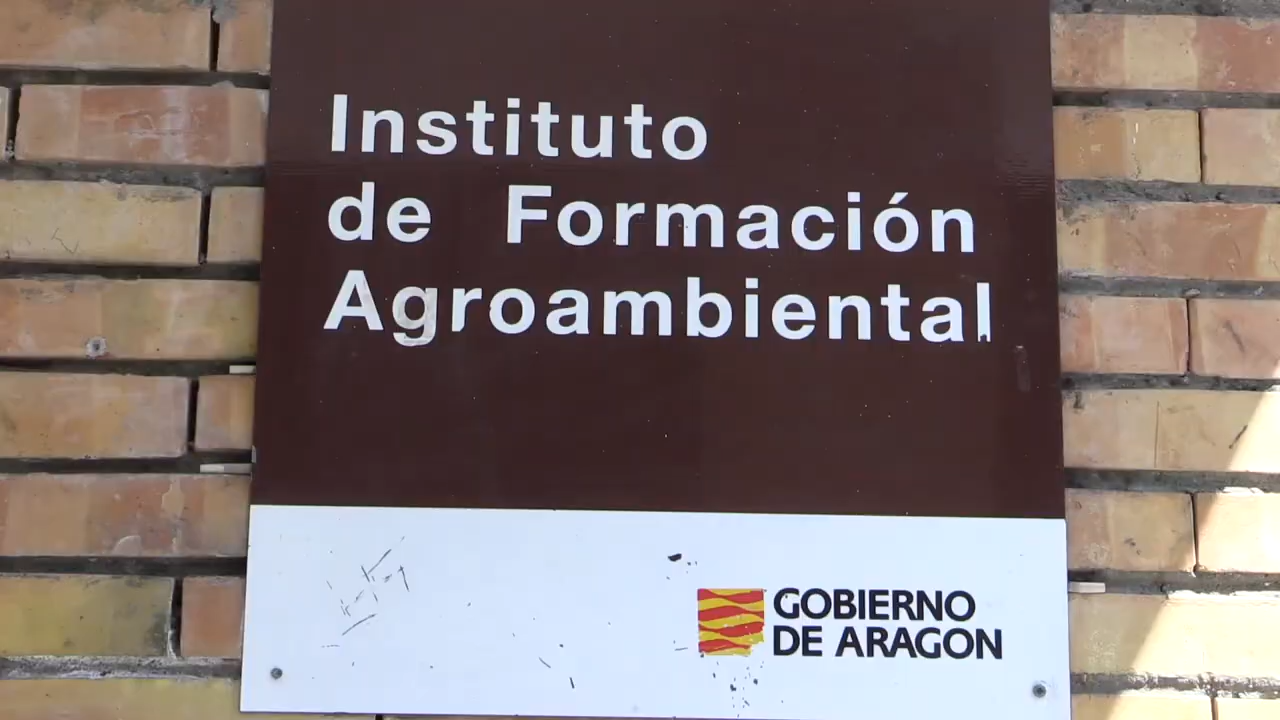 Instituto
de Formación
Agroambiental
GOBIERNO
DE ARAGON